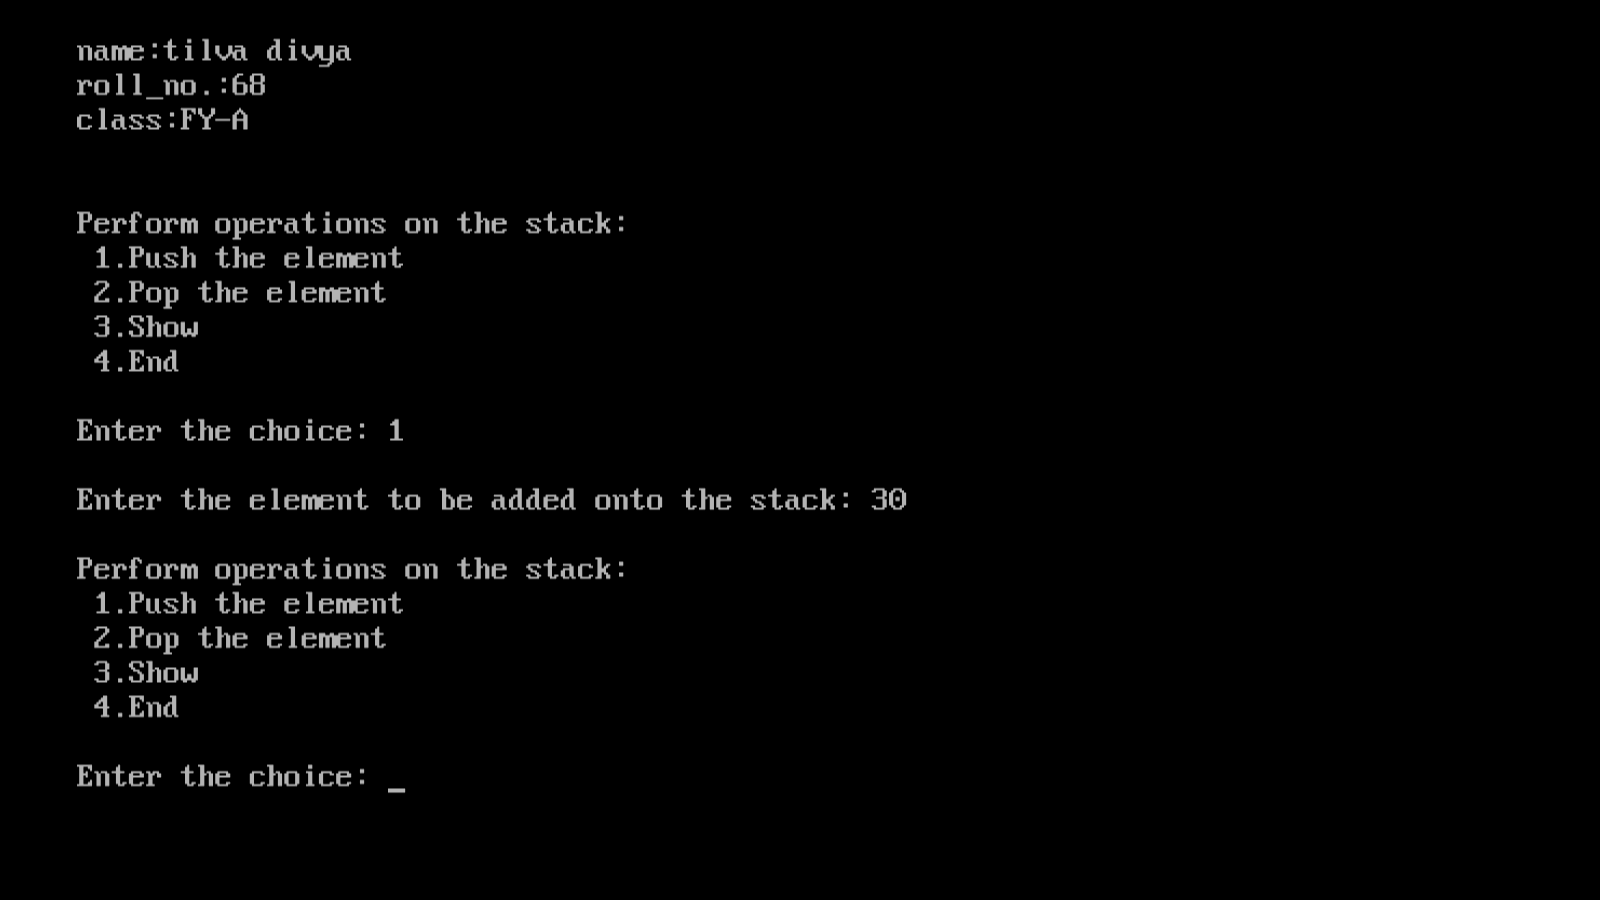 name:tilva divya
roll_no.:68
class:FY-A
Perform operations on the stack:
1.Push the element
2.Pop the element
3.Show
4.End
Enter the choice: 1
Enter the element to be added onto the stack: 30
Perform operations on the stack:
1.Push the element
2.Pop the element
3.Show
4.End
Enter the choice: _